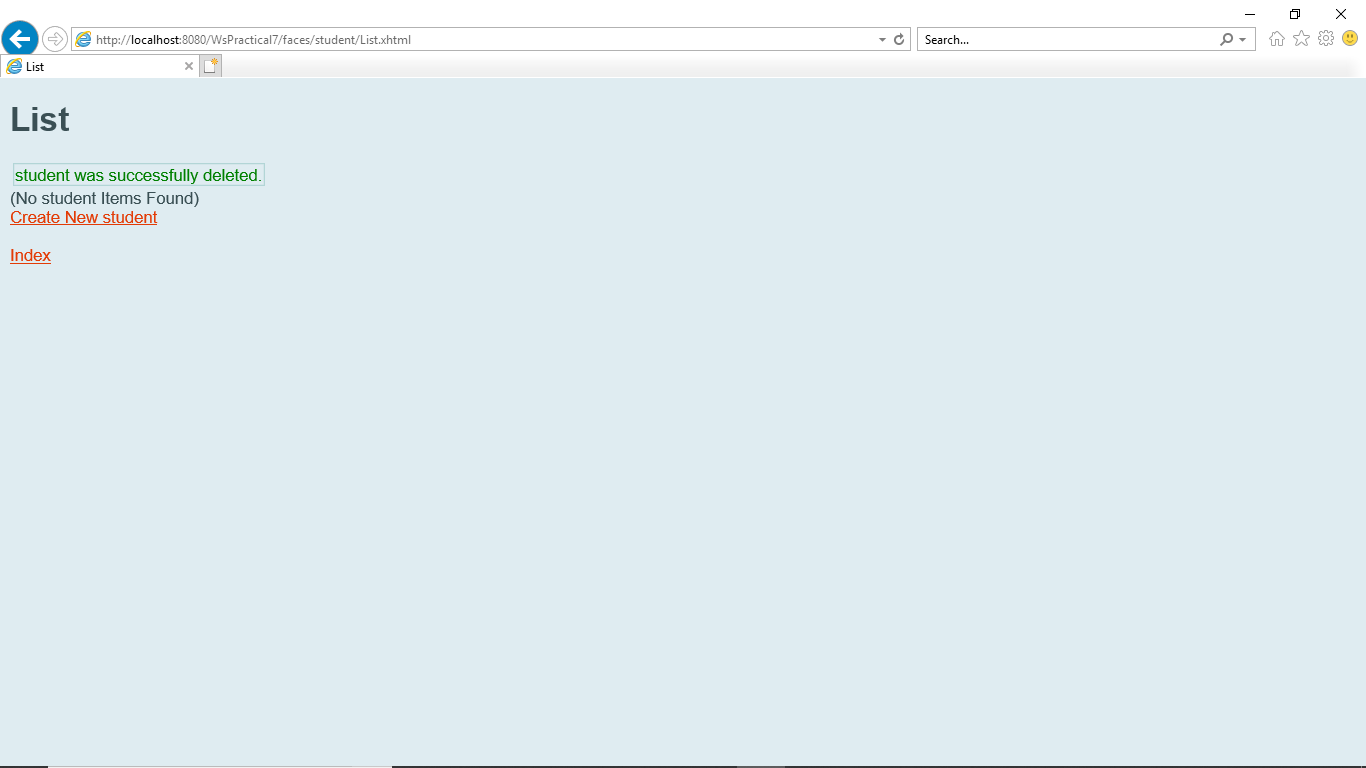 http://localhost:8080/WsPractical7/faces/student/List.xhtml
Search...
List
List
student was successfully deleted.
(No student Items Found)
Create New student
Index